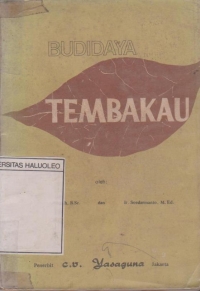 BUDIDAYA
TEMBAKAU
ERSITAS HALUOLEO
oleh
dan
Penerbit C.V. Yasaguna Jakarta